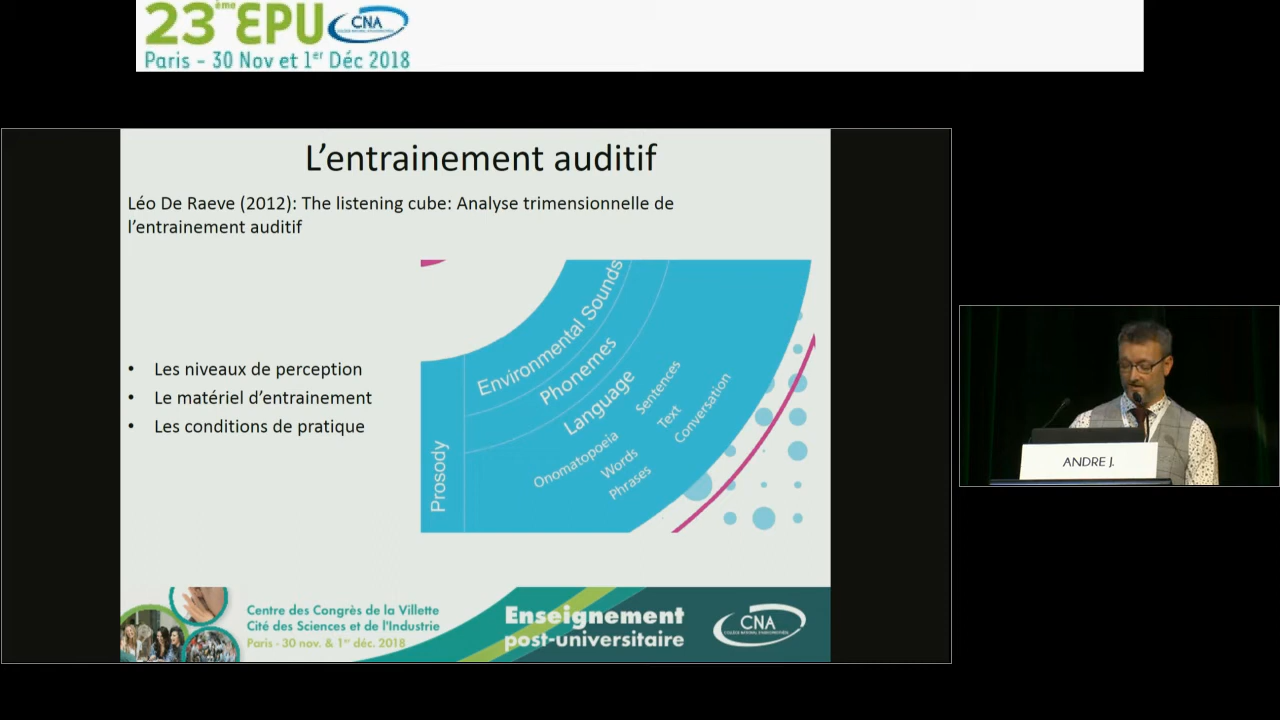 23ème EPU
CNA
Paris - 30 Nov et 1er Déc 2018
L’entrainement auditif
Léo De Raeve (2012): The listening cube: Analyse trimensionnelle de
l’entrainement auditif
• Les niveaux de perception
• Le matériel d’entrainement
• Les conditions de pratique
Prosody
Environmental Sounds
Phonemes
Language
Onomatopoeia
Words
Phrases
Sentences
Text
Conversation
ANDRE J.
Centre des Congrès de la Villette
Cité des Sciences et de l'Industrie
Paris - 30 nov. & 1er déc. 2018
Enseignement
post-universitaire
CNA